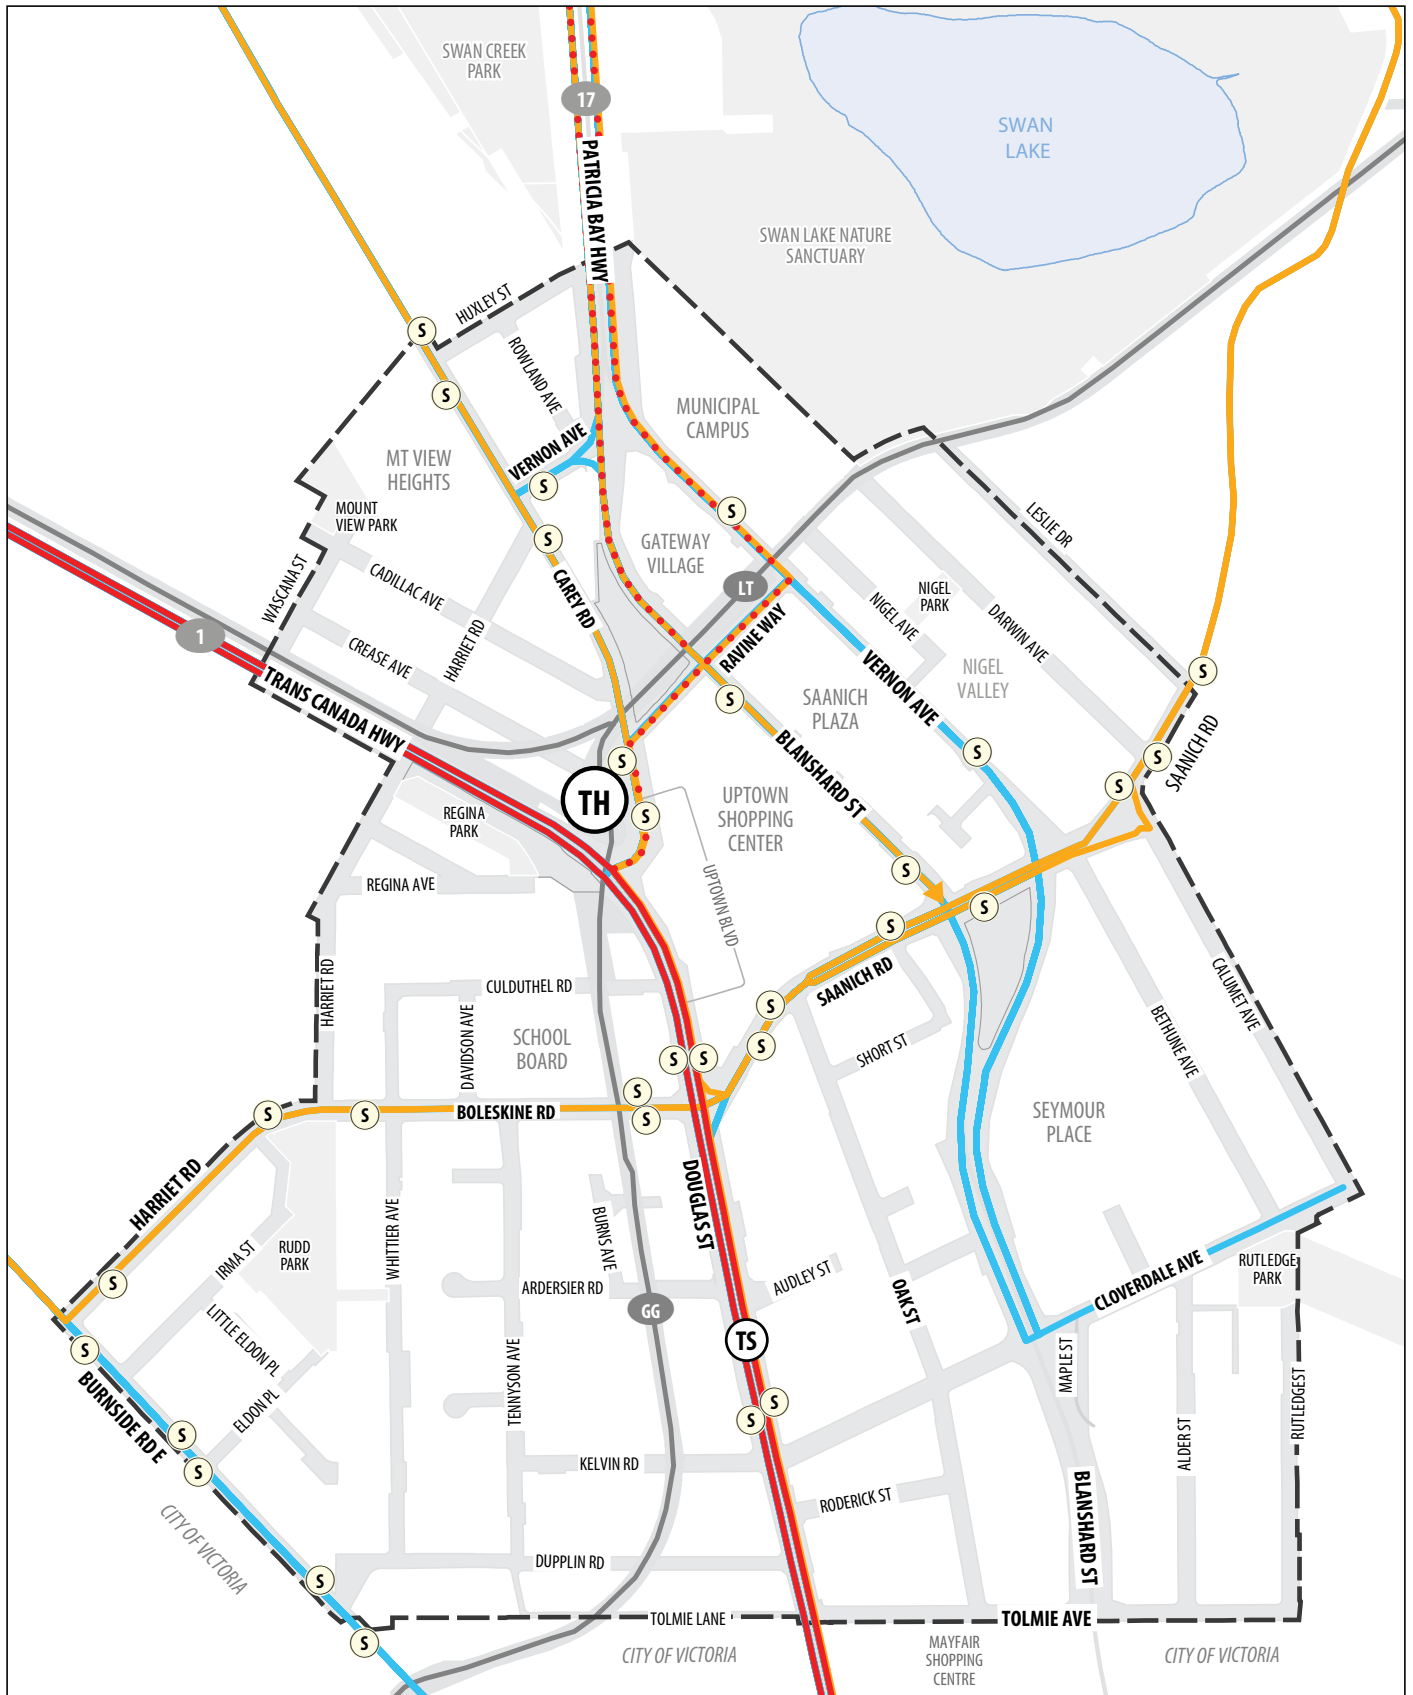 SWAN CREEK
PARK
17
SWAN
LAKE
PATRICIA BAY HWY
SWAN LAKE NATURE
SANCTUARY
HUXLEY ST
S
ROWLAND AVE
S
MUNICIPAL
CAMPUS
VERNON AVE
MT VIEW
HEIGHTS
S
MOUNT
VIEW PARK
S
S
LESLIE DR
GATEWAY
VILLAGE
WASCANA ST
CADILLAC AVE
CAREY RD
LT
NIGEL
PARK
NIGEL AVE
DARWIN AVE
1
HARRIET RD
CREASE AVE
RAVINE WAY
VERNON AVE
NIGEL
VALLEY
S
TRANS CANADA HWY
S
SAANICH
PLAZA
SAANICH RD
S
S
S
BLANSHARD ST
TH
S
UPTOWN
SHOPPING
CENTER
S
REGINA
PARK
REGINA AVE
S
UPTOWN BLVD
S
S
SAANICH RD
HARRIET RD
CULDUTHEL RD
S
CALUMET AVE
DAVIDSON AVE
SCHOOL
BOARD
SHORT ST
BETHUNE AVE
S
S
S
S
S
S
S
BOLESKINE RD
SEYMOUR
PLACE
HARRIET RD
DOUGLAS ST
WHITTIER AVE
BURNS AVE
IRMA ST
RUDD
PARK
S
ARDERSIER RD
AUDLEY ST
OAK ST
CLOVERDALE AVE
RUTLEDGE
PARK
GG
LITTLE ELDON PL
TS
S
BURNSIDE RD E
ELDON PL
TENNYSON AVE
MAPLE ST
RUTLEDGEST
S
S
S
S
ALDER ST
KELVIN RD
RODERICK ST
BLANSHARD ST
CITY OF VICTORIA
DUPPLIN RD
S
TOLMIE LANE
TOLMIE AVE
S
CITY OF VICTORIA
MAYFAIR
SHOPPING
CENTRE
CITY OF VICTORIA